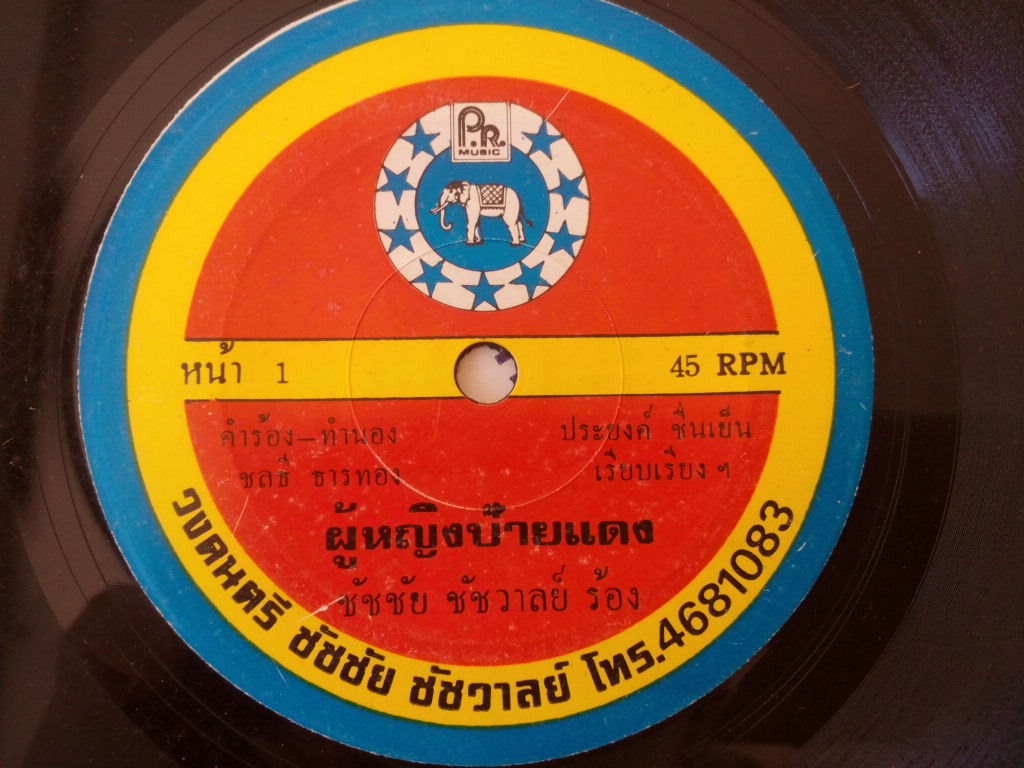 P.R.
MUSIC
หน้า 1
45 RPM
คำร้อง-ทำนอง
ชลธี ธารทอง
ประยงค์ ชื่นเย็น
เรียบเรียงฯ
ผู้หญิงป้ายแดง
ชัชชัย ชัชวาลย์ ร้อง
วงดนตรี ชัชชัย ชัชวาลย์ โทร.4681083